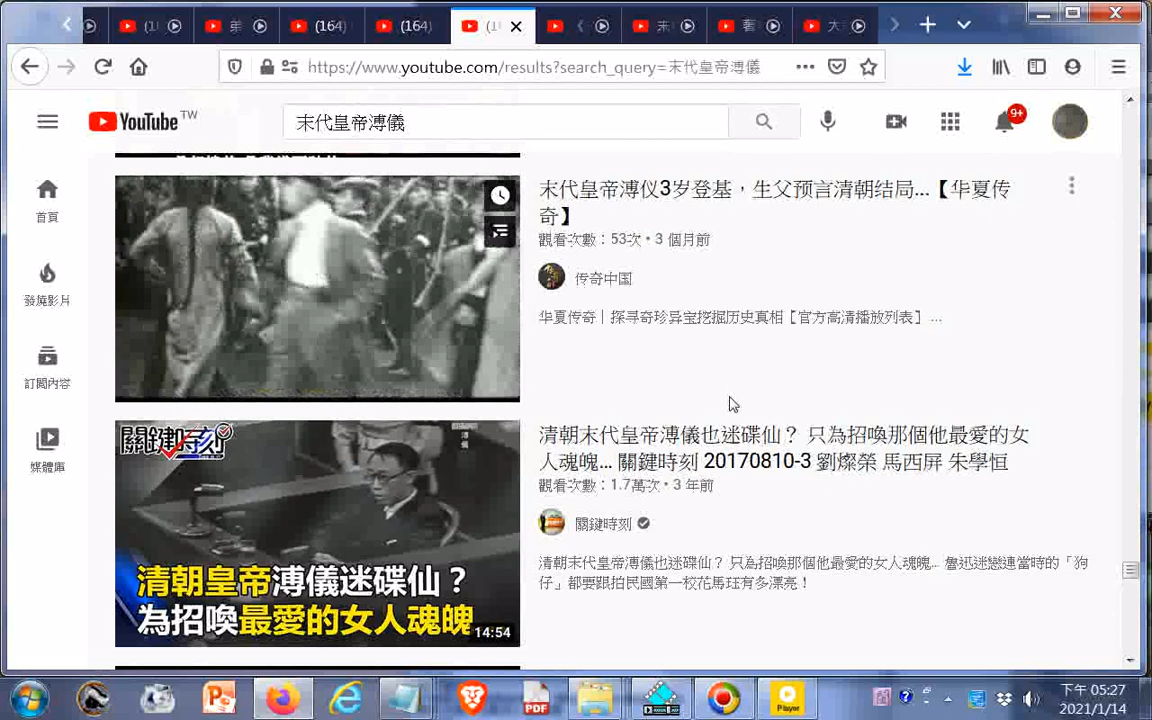 (164)
(164)
https://www.youtube.com/results?search_query=末代皇帝溥儀
YouTube TW
末代皇帝溥儀
9+
首頁
發燒影片
訂閱內容
媒體庫
末代皇帝溥仪3岁登基，生父预言清朝结局...【华夏传
奇】
觀看次數：53次 • 3 個月前
传奇中国
华夏传奇｜探寻奇珍异宝挖掘历史真相【官方高清播放列表】 ...
關鍵時刻
溥儀
清朝皇帝溥儀迷碟仙？
為招喚最愛的女人魂魄
14:54
清朝末代皇帝溥儀也迷碟仙？ 只為招喚那個他最愛的女
人魂魄... 關鍵時刻 20170810-3 劉燦榮 馬西屏 朱學恒
觀看次數：1.7萬次 • 3 年前
關鍵時刻
清朝末代皇帝溥儀也迷碟仙？ 只為招喚那個他最愛的女人魂魄... 魯迅迷戀連當時的「狗
仔」都要跟拍民國第一校花馬珏有多漂亮！
PDF
Player
下午 05:27
2021/1/14